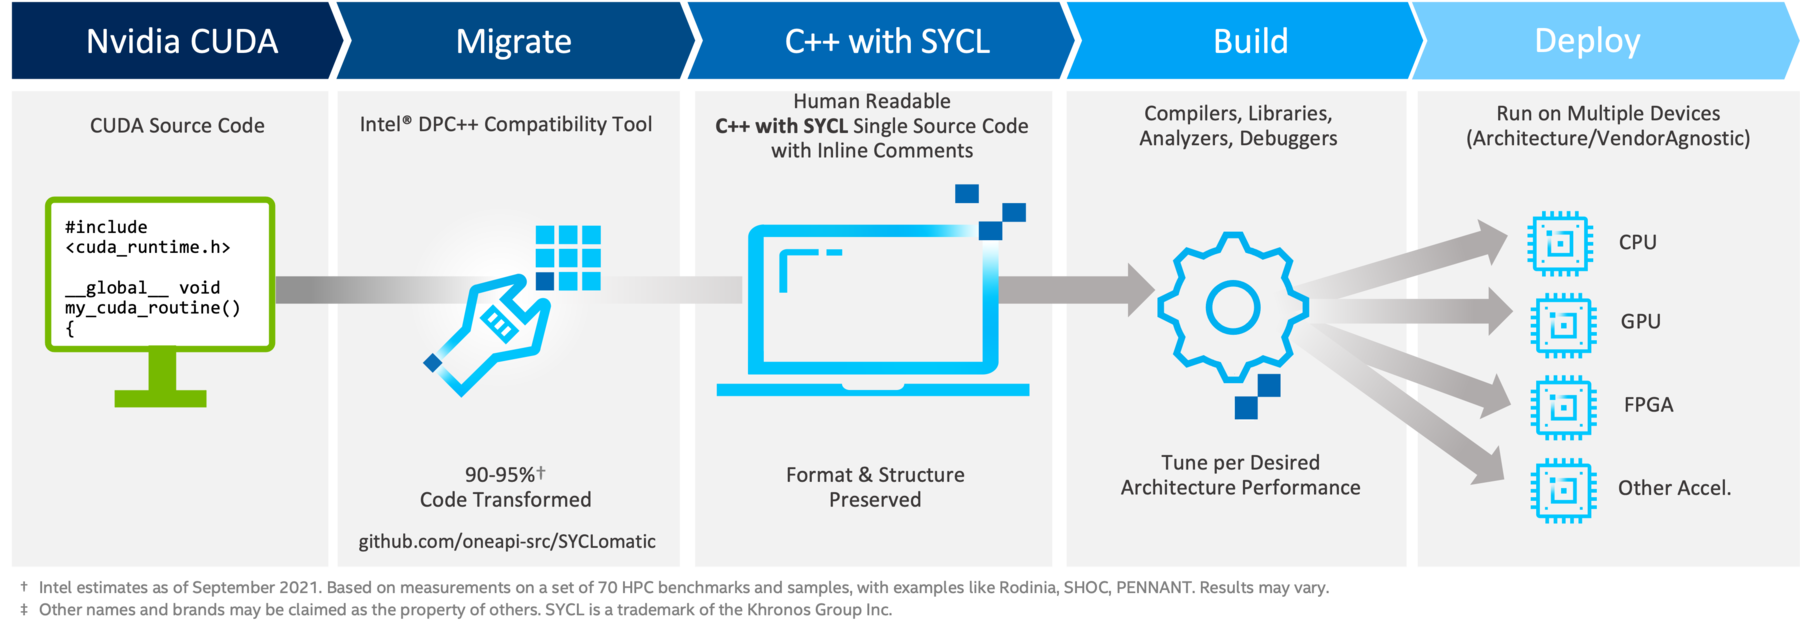 Nvidia CUDA
Migrate
C++ with SYCL
Build
Deploy
CUDA Source Code
#include
<cuda_runtime.h>
__global__ void
my_cuda_routine()
{
Intel® DPC++ Compatibility Tool
90-95%†
Code Transformed
github.com/oneapi-src/SYCLomatic
Human Readable
C++ with SYCL Single Source Code
with Inline Comments
Format & Structure
Preserved
Compilers, Libraries,
Analyzers, Debuggers
Tune per Desired
Architecture Performance
Run on Multiple Devices
(Architecture/VendorAgnostic)
CPU
GPU
FPGA
Other Accel.
† Intel estimates as of September 2021. Based on measurements on a set of 70 HPC benchmarks and samples, with examples like Rodinia, SHOC, PENNANT. Results may vary.
‡ Other names and brands may be claimed as the property of others. SYCL is a trademark of the Khronos Group Inc.